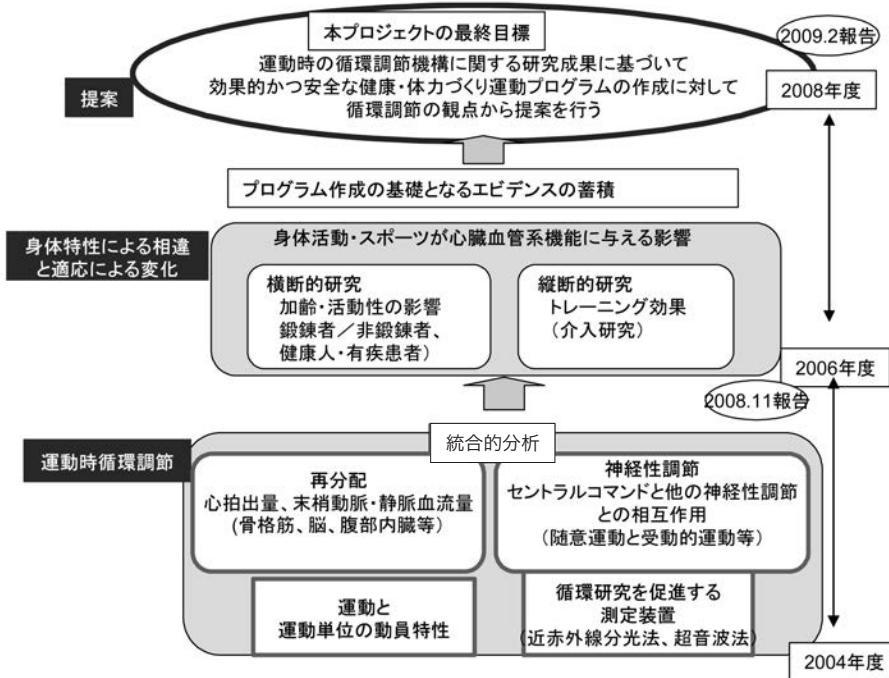 本プロジェクトの最終目標
2009.2報告
運動時の循環調節機構に関する研究成果に基づいて
効果的かつ安全な健康・体力づくり運動プログラムの作成に対して
循環調節の観点から提案を行う
提案
2008年度
プログラム作成の基礎となるエビデンスの蓄積
身体特性による相違
と適応による変化
身体活動・スポーツが心臓血管系機能に与える影響
横断的研究
加齢・活動性の影響
鍛錬者/非鍛錬者、
健康人・有疾患者)
縦断的研究
トレーニング効果
(介入研究)
2006年度
2008.11報告
運動時循環調節
統合的分析
再分配
心拍出量、末梢動脈・静脈血流量
(骨格筋、脳、腹部内臓等)
神経性調節
セントラルコマンドと他の神経性調節
との相互作用
(随意運動と受動的運動等)
運動と
運動単位の動員特性
循環研究を促進する
測定装置
(近赤外線分光法、超音波法)
2004年度